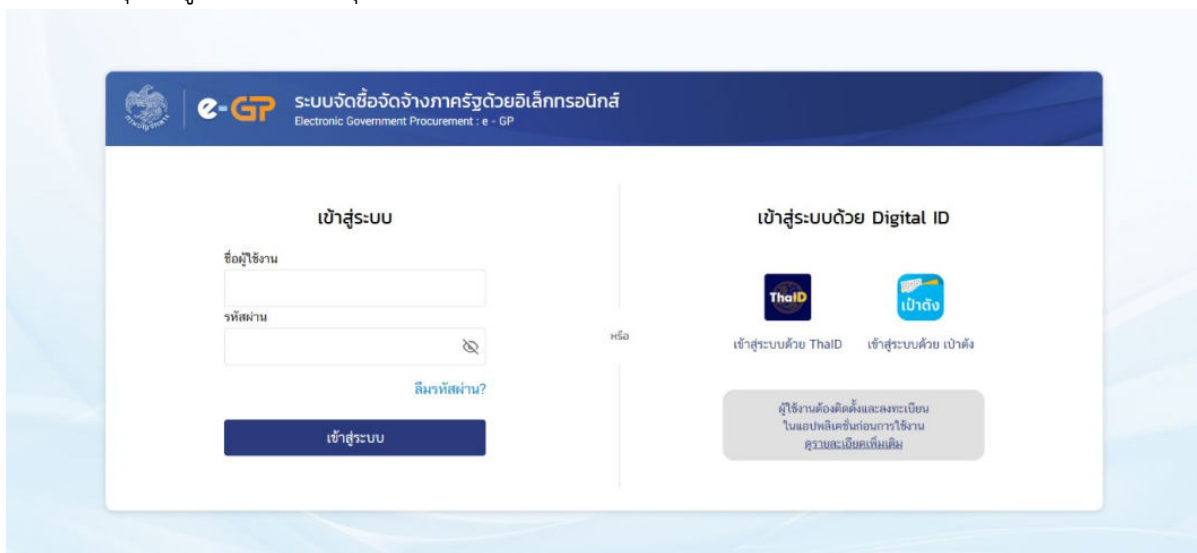 e-GP
ระบบจัดซื้อจัดจ้างภาครัฐด้วยอิเล็กทรอนิกส์
Electronic Government Procurement : e - GP
เข้าสู่ระบบ
ชื่อผู้ใช้งาน
รหัสผ่าน
ลืมรหัสผ่าน?
เข้าสู่ระบบ
หรือ
เข้าสู่ระบบด้วย Digital ID
ThaID
เป๋าตัง
เข้าสู่ระบบด้วย ThaID
เข้าสู่ระบบด้วย เป๋าตัง
ผู้ใช้งานต้องติดตั้งและลงทะเบียน
ในแอปพลิเคชั่นก่อนการใช้งาน
ดูรายละเอียดเพิ่มเติม